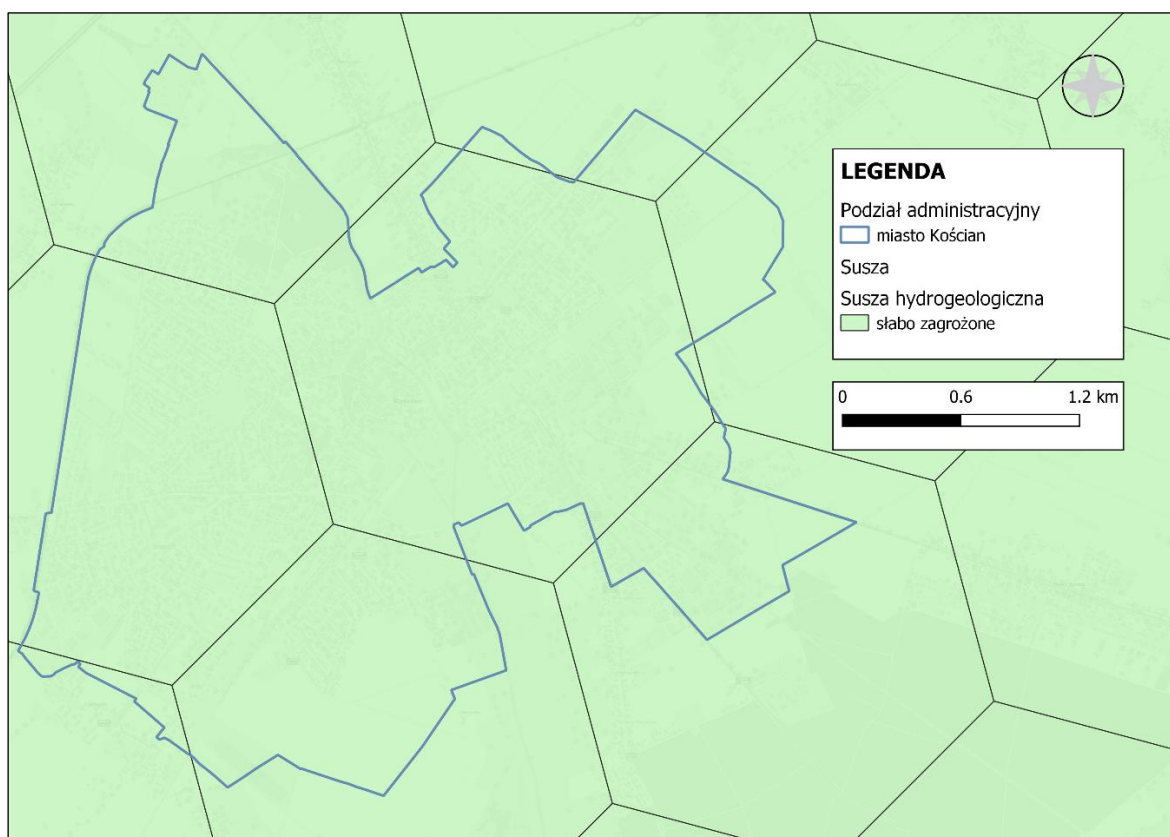 LEGENDA
Podział administracyjny
miasto Kościan
Susza
Susza hydrogeologiczna
słabo zagrożone
0 0.6 1.2 km